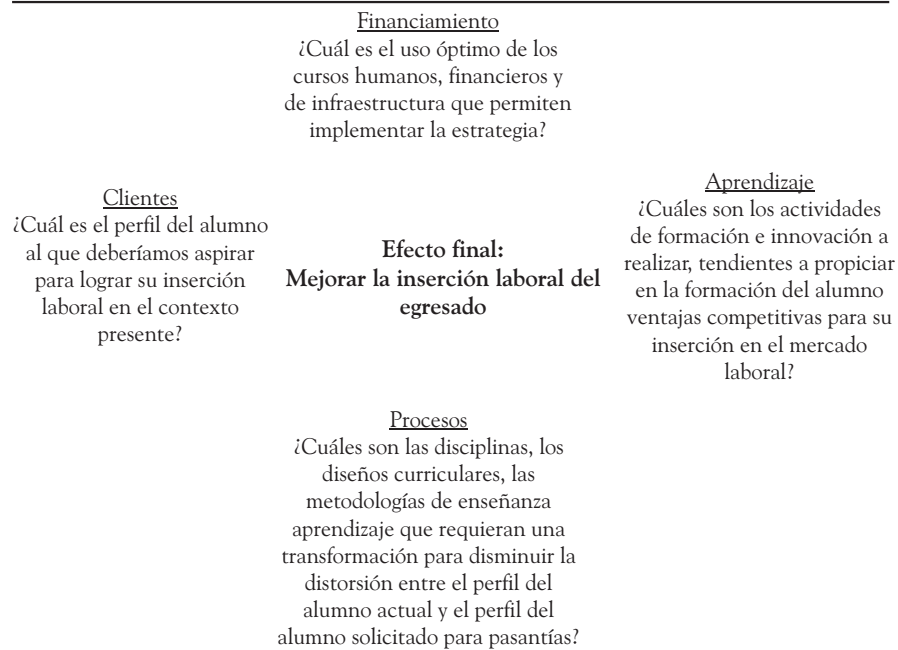 Financiamiento
¿Cuál es el uso óptimo de los
cursos humanos, financieros y
de infraestructura que permiten
implementar la estrategia?
Clientes
¿Cuál es el perfil del alumno
al que deberíamos aspirar
para lograr su inserción
laboral en el contexto
presente?
Efecto final:
Mejorar la inserción laboral del
egresado
Aprendizaje
¿Cuáles son los actividades
de formación e innovación a
realizar, tendientes a propiciar
en la formación del alumno
ventajas competitivas para su
inserción en el mercado
laboral?
Procesos
¿Cuáles son las disciplinas, los
diseños curriculares, las
metodologías de enseñanza
aprendizaje que requieran una
transformación para disminuir la
distorsión entre el perfil del
alumno actual y el perfil del
alumno solicitado para pasantías?